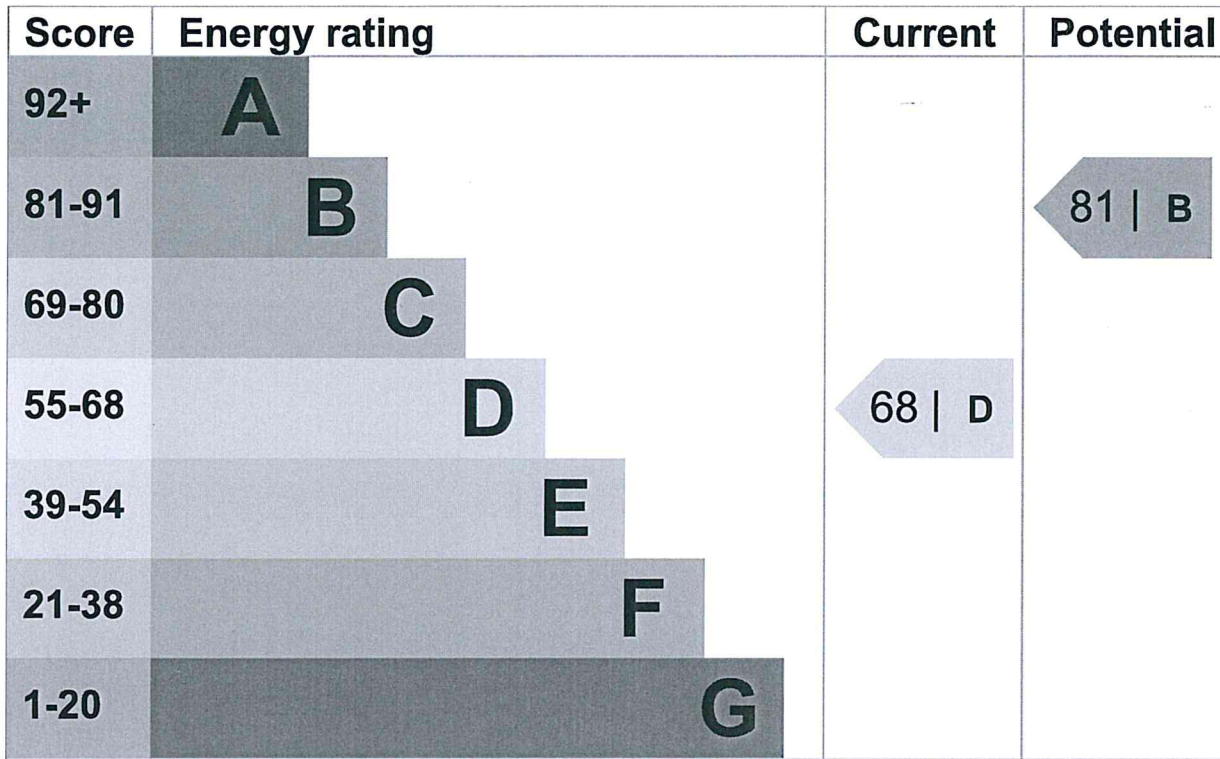 Score Energy rating Current Potential
92+ A
81-91 B 81 | B
69-80 C
55-68 D 68 | D
39-54 E
21-38 F
1-20 G